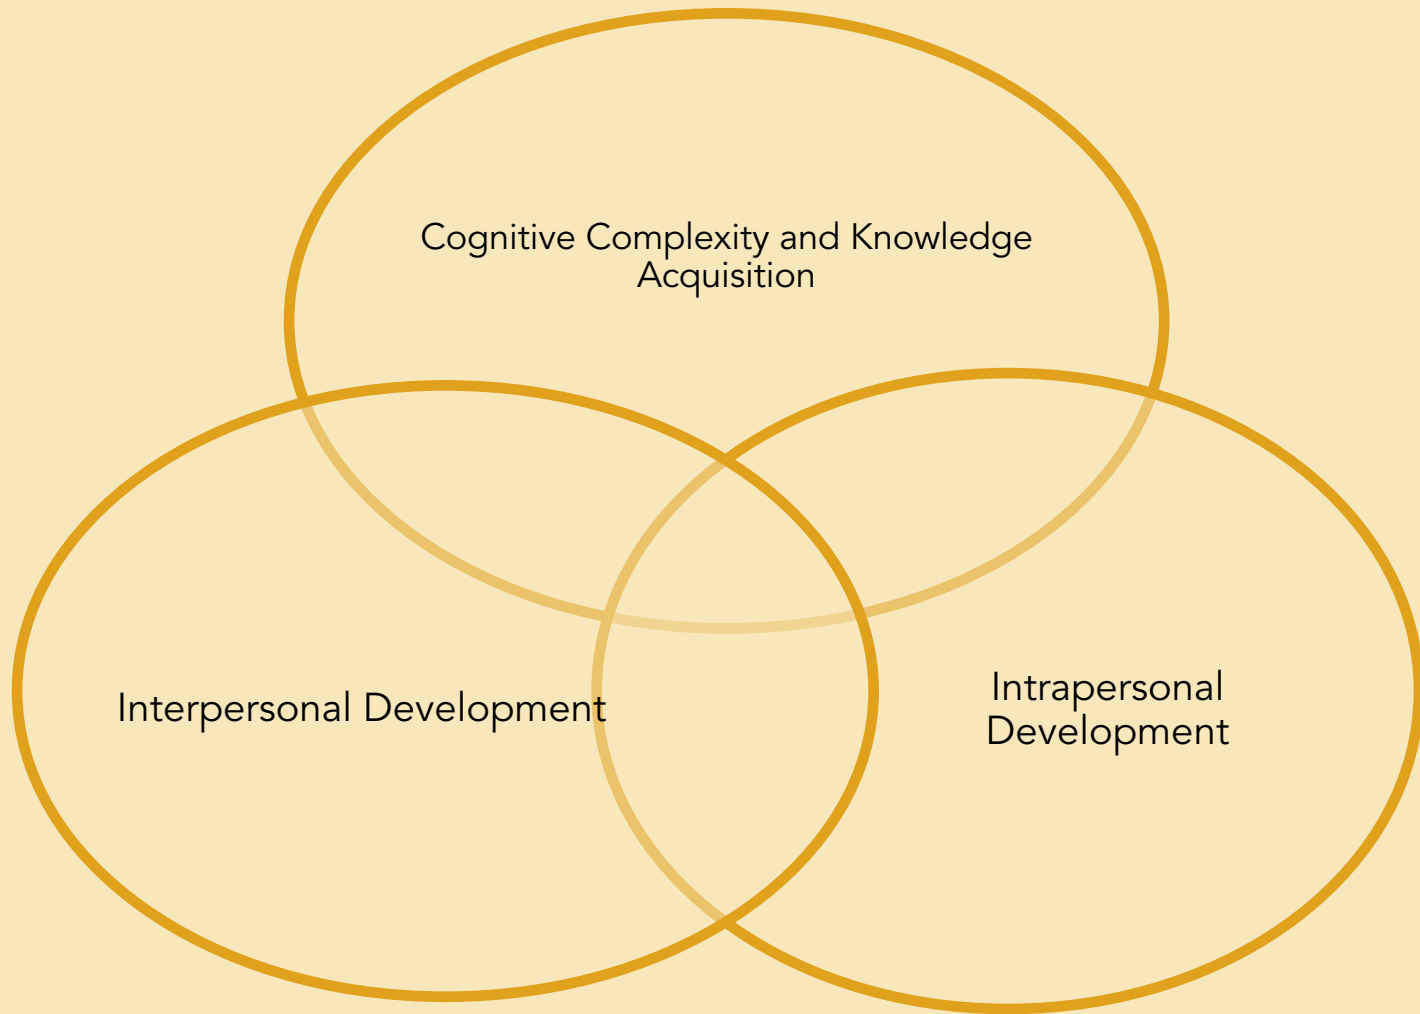 Cognitive Complexity and Knowledge
Acquisition
Interpersonal Development
Intrapersonal
Development